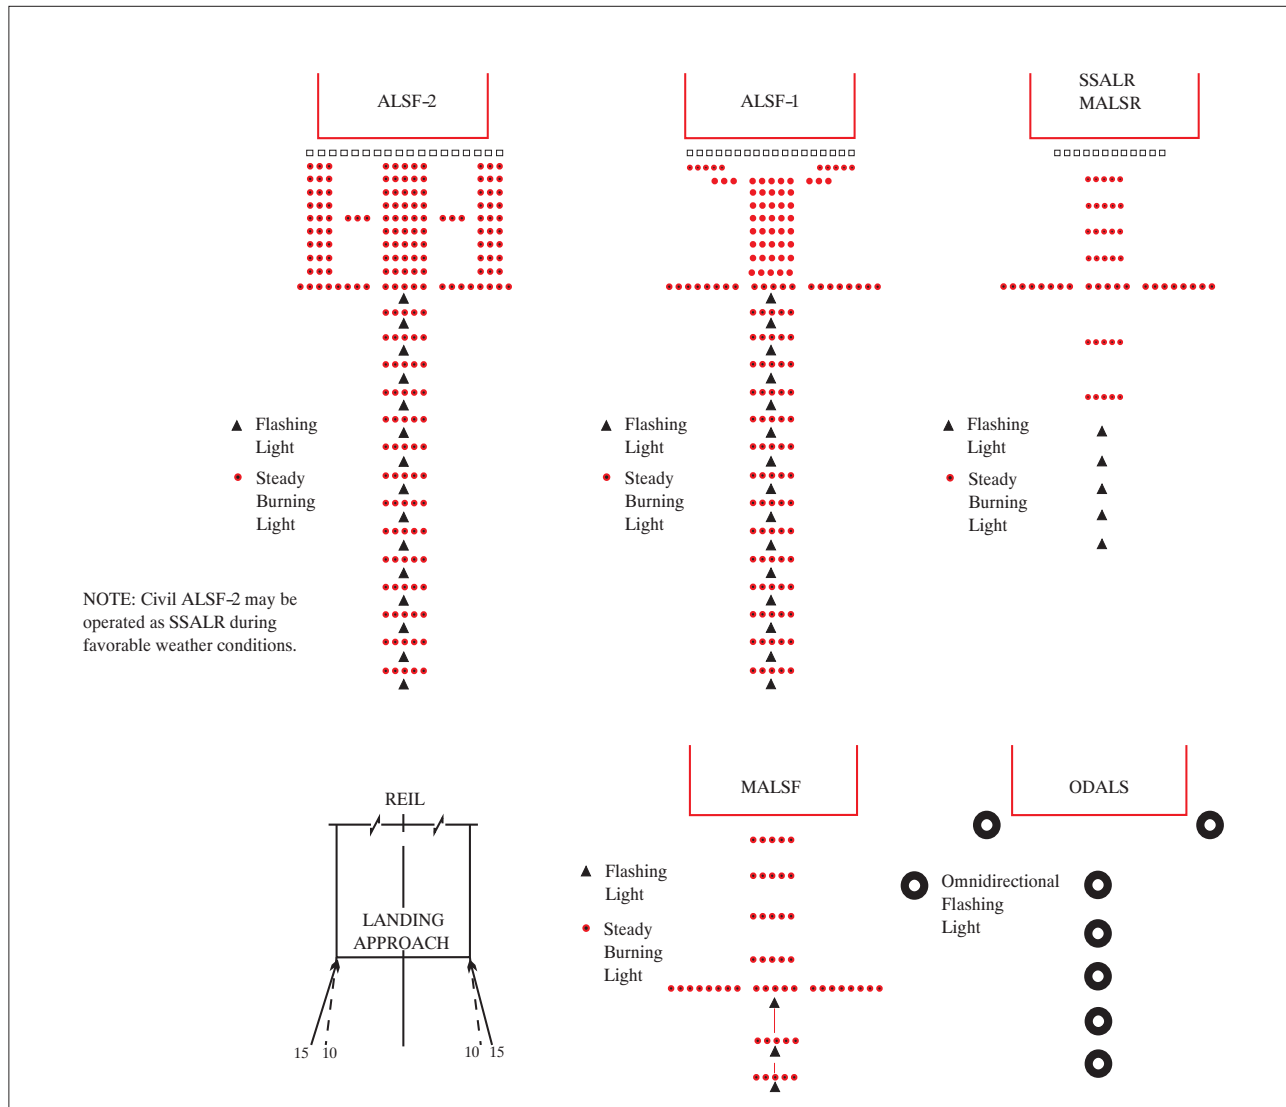 ALSF-2
ALSF-1
SSALR
MALSR
Flashing
Light
Steady
Burning
Light
Flashing
Light
Steady
Burning
Light
Flashing
Light
Steady
Burning
Light
NOTE: Civil ALSF-2 may be
operated as SSALR during
favorable weather conditions.
REIL
LANDING
APPROACH
15 10
10 15
MALSF
Flashing
Light
Steady
Burning
Light
ODALS
Omnidirectional
Flashing
Light